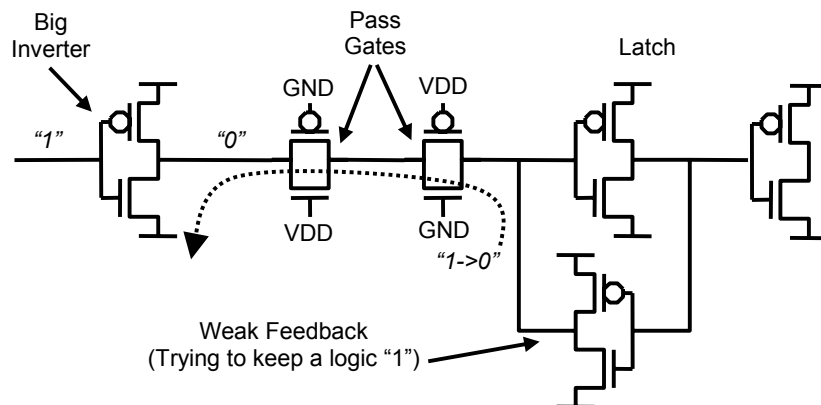 Big
Inverter
Pass
Gates
Latch
GND
VDD
“1”
“0”
VDD
GND
“1->0”
Weak Feedback
(Trying to keep a logic “1”)